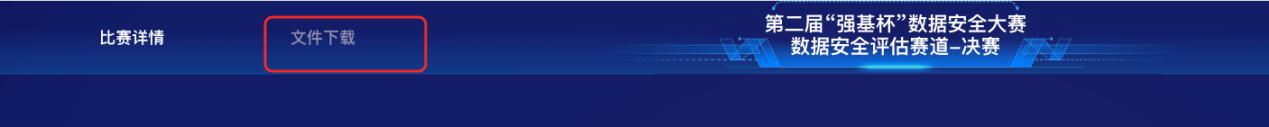 比赛详情
文件下载
第二届“强基杯”数据安全大赛
数据安全评估赛道–决赛